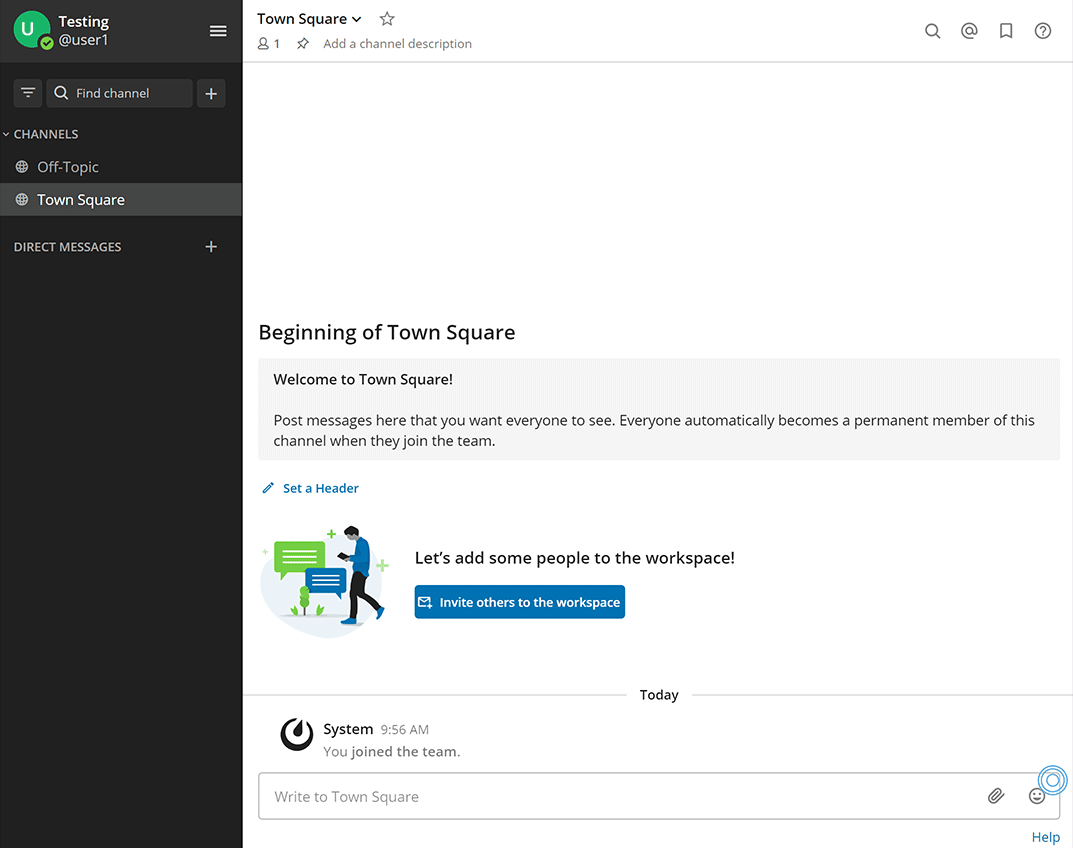 U
Testing
@user1
Find channel
CHANNELS
Off-Topic
Town Square
DIRECT MESSAGES
Town Square
1
Add a channel description
Beginning of Town Square
Welcome to Town Square!
Post messages here that you want everyone to see. Everyone automatically becomes a permanent member of this
channel when they join the team.
Set a Header
Let’s add some people to the workspace!
Invite others to the workspace
Today
System 9:56 AM
You joined the team.
Write to Town Square
Help